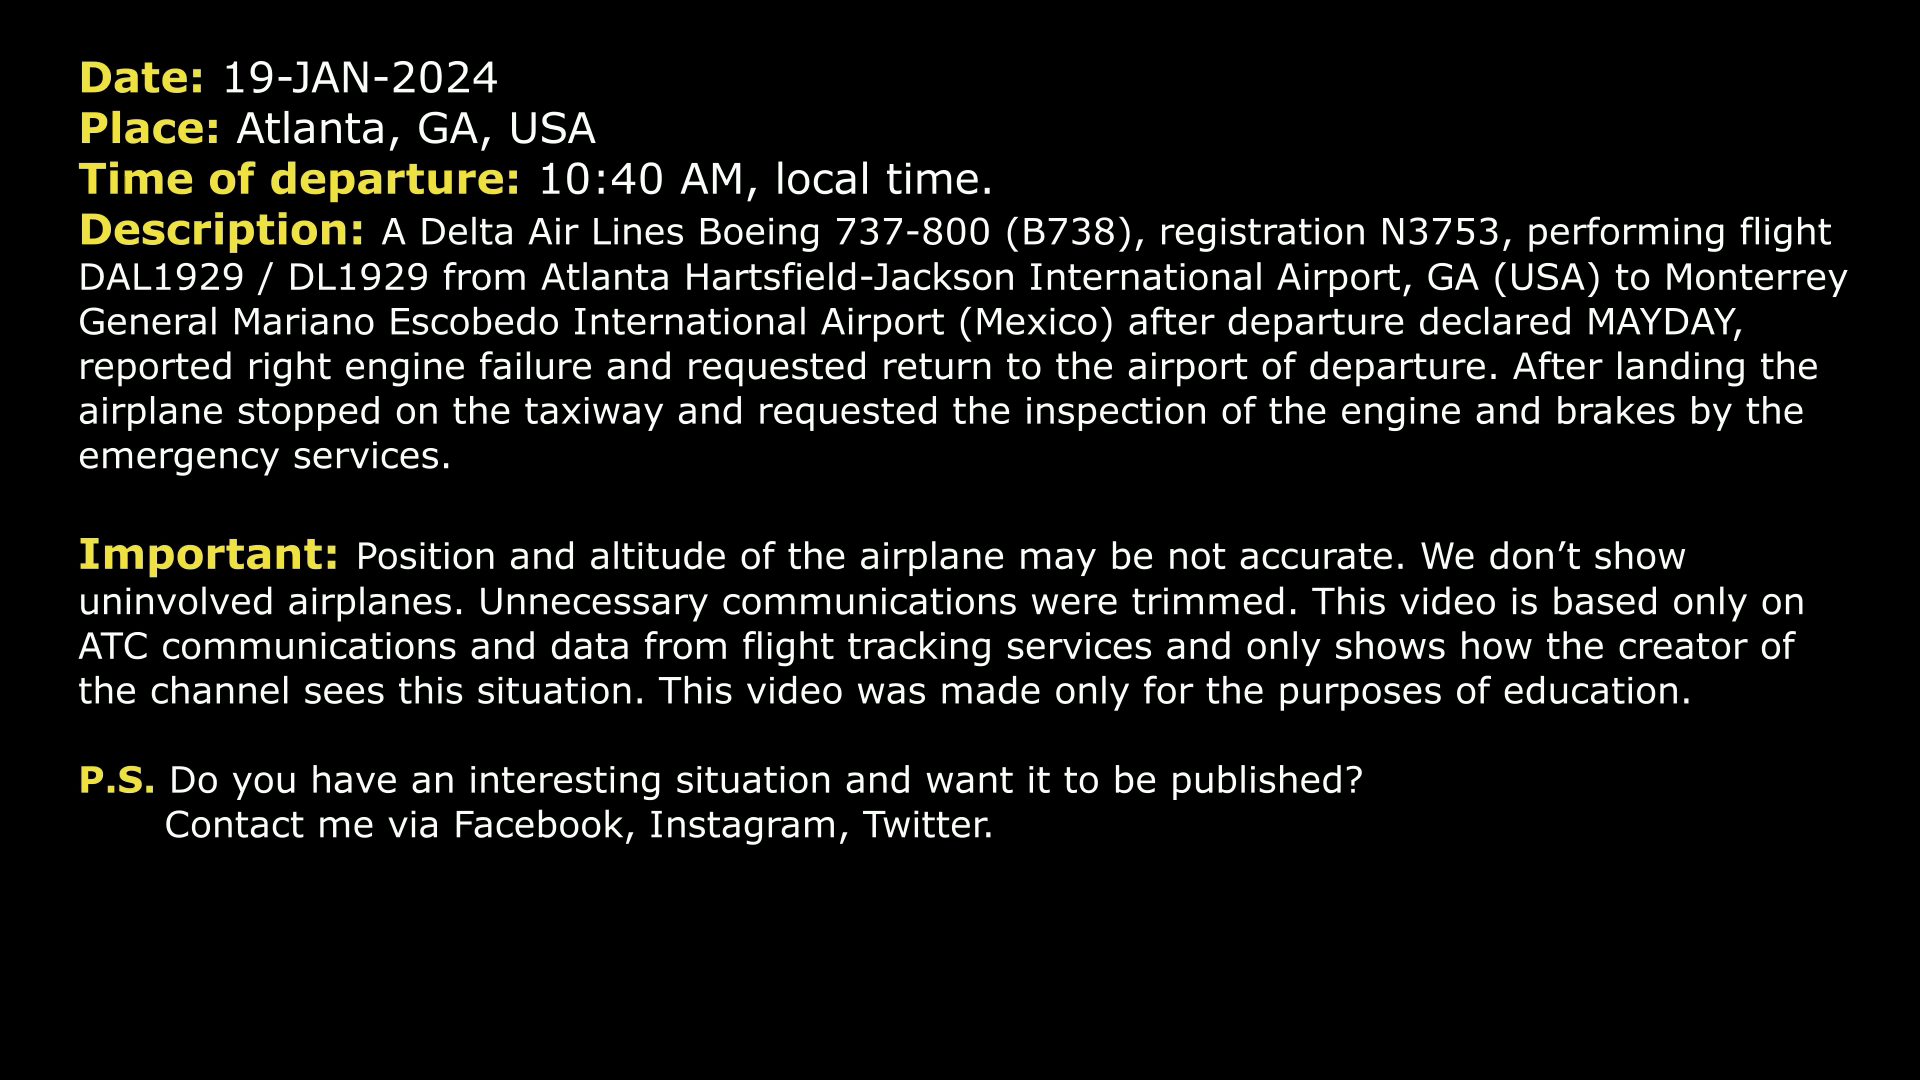 Date: 19-JAN-2024
Place: Atlanta, GA, USA
Time of departure: 10:40 AM, local time.
Description: A Delta Air Lines Boeing 737-800 (B738), registration N3753, performing flight
DAL1929 / DL1929 from Atlanta Hartsfield-Jackson International Airport, GA (USA) to Monterrey
General Mariano Escobedo International Airport (Mexico) after departure declared MAYDAY,
reported right engine failure and requested return to the airport of departure. After landing the
airplane stopped on the taxiway and requested the inspection of the engine and brakes by the
emergency services.
Important: Position and altitude of the airplane may be not accurate. We don’t show
uninvolved airplanes. Unnecessary communications were trimmed. This video is based only on
ATC communications and data from flight tracking services and only shows how the creator of
the channel sees this situation. This video was made only for the purposes of education.
P.S. Do you have an interesting situation and want it to be published?
Contact me via Facebook, Instagram, Twitter.